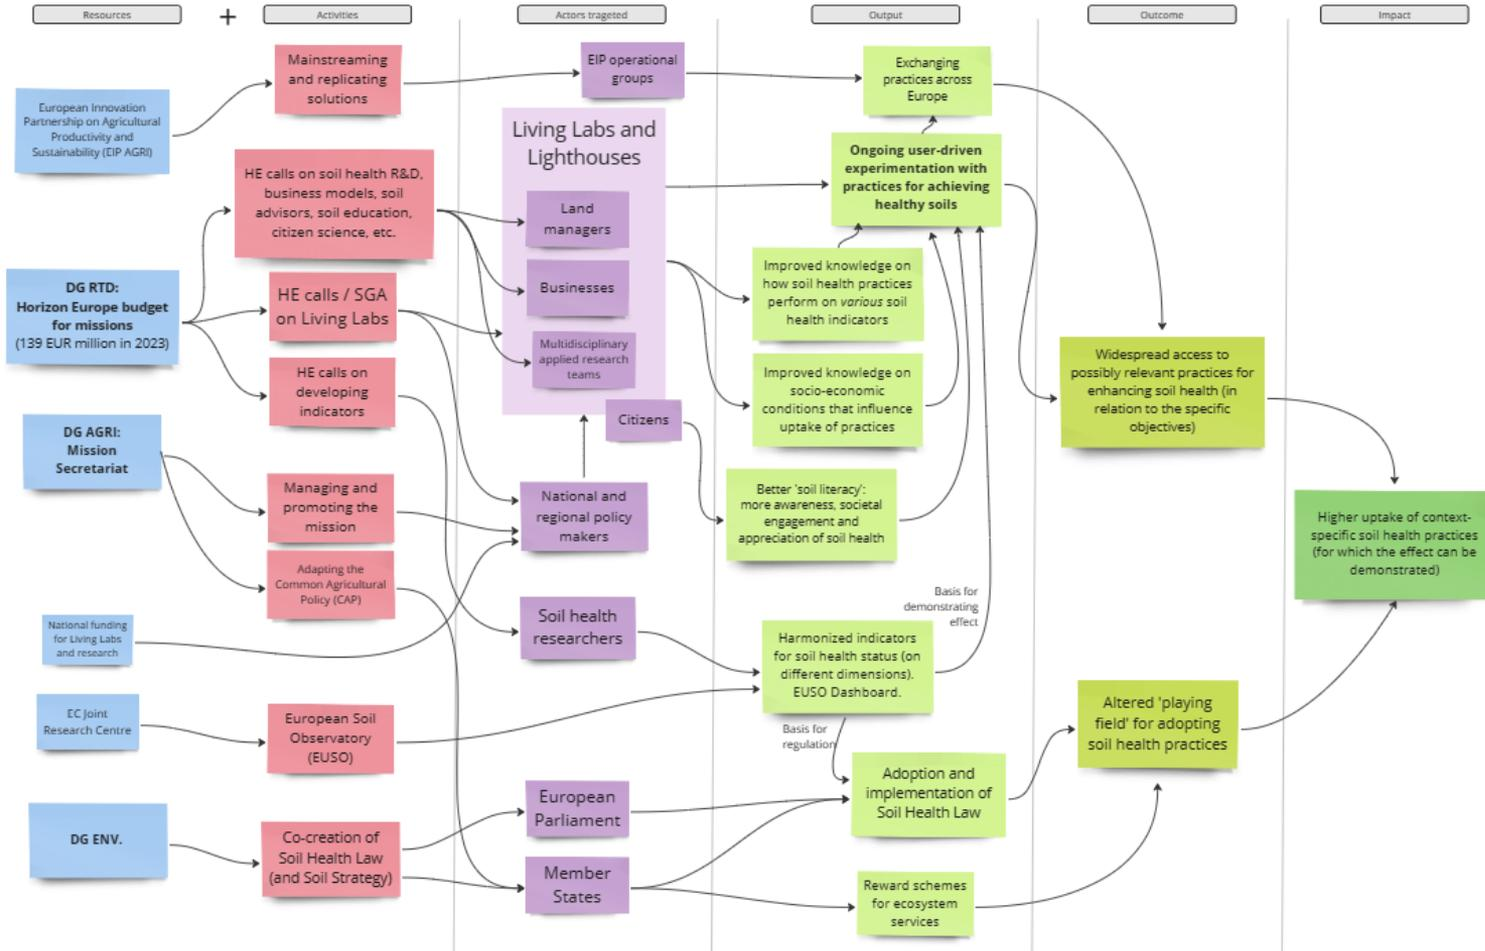 Resources
+
Activities
Actors trageted
Output
Outcome
Impact
European Innovation
Partnership on Agricultural
Productivity and
Sustainability (EIP AGRI)
DG RTD:
Horizon Europe budget
for missions
(139 EUR million in 2023)
DG AGRI:
Mission
Secretariat
National funding
for Living Labs
and research
EC Joint
Research Centre
DG ENV.
Mainstreaming
and replicating
solutions
HE calls on soil health R&D,
business models, soil
advisors, soil education,
citizen science, etc.
HE calls / SGA
on Living Labs
HE calls on
developing
indicators
Managing and
promoting the
mission
Adapting the
Common Agricultural
Policy (CAP)
European Soil
Observatory
(EUSO)
Co-creation of
Soil Health Law
(and Soil Strategy)
EIP operational
groups
Living Labs and
Lighthouses
Land
managers
Businesses
Multidisciplinary
applied research
teams
Citizens
National and
regional policy
makers
Soil health
researchers
European
Parliament
Member
States
Exchanging
practices across
Europe
Ongoing user-driven
experimentation with
practices for achieving
healthy soils
Improved knowledge on
how soil health practices
perform on various soil
health indicators
Improved knowledge on
socio-economic
conditions that influence
uptake of practices
Better 'soil literacy':
more awareness, societal
engagement and
appreciation of soil health
Basis for
demonstrating
effect
Harmonized indicators
for soil health status (on
different dimensions).
EUSO Dashboard.
Basis for
regulation
Adoption and
implementation of
Soil Health Law
Reward schemes
for ecosystem
services
Widespread access to
possibly relevant practices for
enhancing soil health (in
relation to the specific
objectives)
Altered 'playing
field' for adopting
soil health practices
Higher uptake of context-
specific soil health practices
(for which the effect can be
demonstrated)